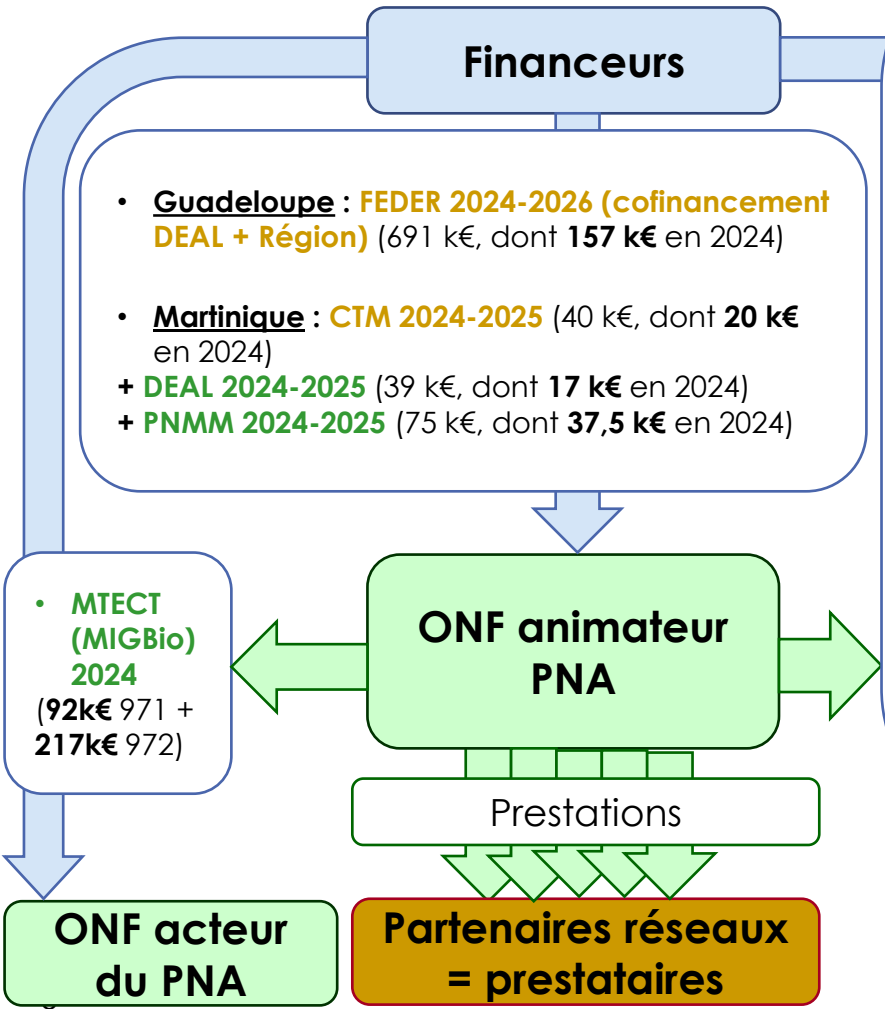 Financeurs
• Guadeloupe : FEDER 2024-2026 (cofinancement
DEAL + Région) (691 k€, dont 157 k€ en 2024)
• Martinique : CTM 2024-2025 (40 k€, dont 20 k€
en 2024)
+ DEAL 2024-2025 (39 k€, dont 17 k€ en 2024)
+ PNMM 2024-2025 (75 k€, dont 37,5 k€ en 2024)
• MTECT
(MIGBio)
2024
(92k€ 971 +
217k€ 972)
ONF animateur
PNA
Prestations
ONF acteur
du PNA
Partenaires réseaux
= prestataires